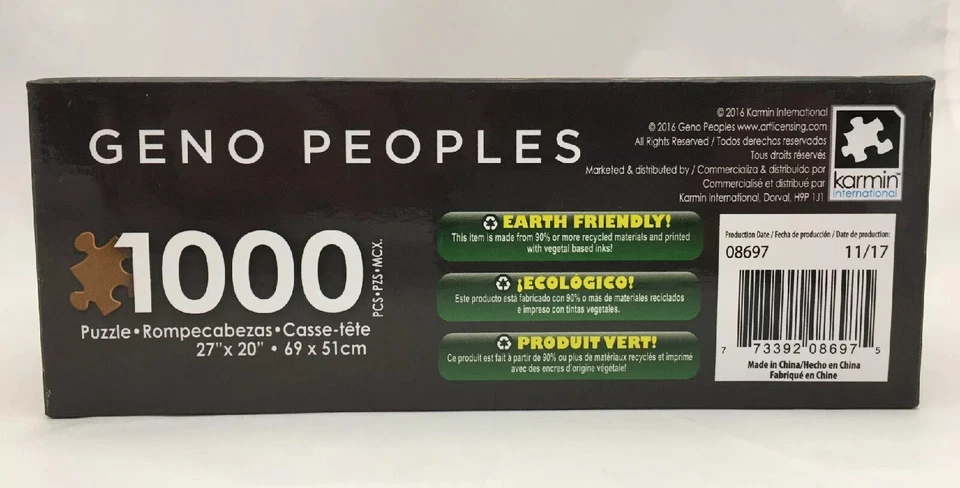 GENO PEOPLES
© 2016 Karmin International
© 2016 Geno Peoples www.artlicensing.com
All Rights Reserved / Todos derechos reservados
Tous droits réservés
Marketed & distributed by / Commercializa & distribuido por
Commercialisé et distribué par
Karmin International, Dorval, H9P 1J1
karmin™
international
1000
PCS•PZS•MCX.
Puzzle•Rompecabezas•Casse-tête
27"x 20" • 69 x 51cm
EARTH FRIENDLY!
This item is made from 90% or more recycled materials and printed
with vegetal based inks!
¡ECOLÓGICO!
Este producto está fabricado con 90% o más de materiales reciclados
e impreso con tintas vegetales.
PRODUIT VERT!
Ce produit est fait à partir de 90% ou plus de matériaux recyclés et imprimé
avec des encres d'origine végétale!
Production Date / Fecha de producción / Date de production:
08697 11/17
7 73392 08697 5
Made in China/Hecho en China
Fabriqué en Chine